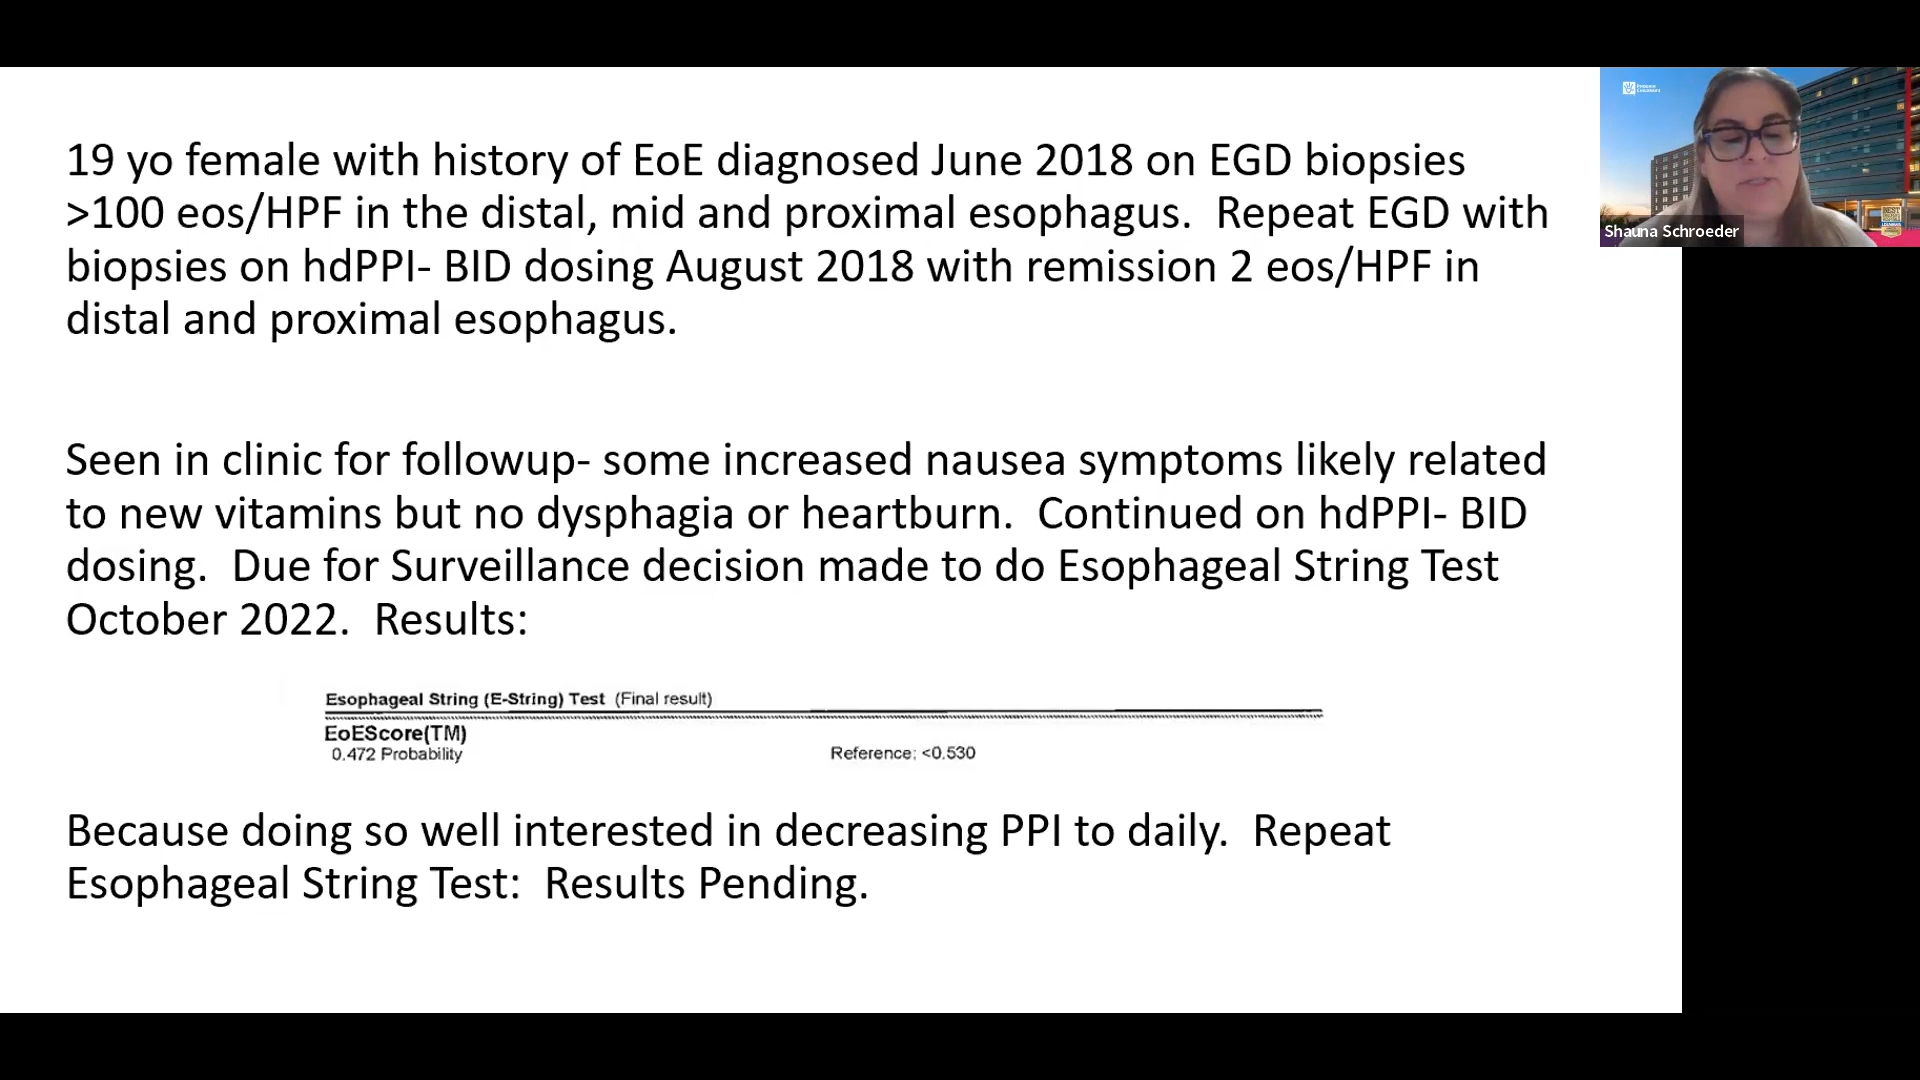 19 yo female with history of EoE diagnosed June 2018 on EGD biopsies
>100 eos/HPF in the distal, mid and proximal esophagus.  Repeat EGD with
biopsies on hdPPI- BID dosing August 2018 with remission 2 eos/HPF in
distal and proximal esophagus.
Shauna Schroeder
Seen in clinic for followup- some increased nausea symptoms likely related
to new vitamins but no dysphagia or heartburn.  Continued on hdPPI- BID
dosing.  Due for Surveillance decision made to do Esophageal String Test
October 2022.  Results:
Esophageal String (E-String) Test (Final result)
EoEScore(TM)
0.472 Probability Reference: <0.530
Because doing so well interested in decreasing PPI to daily.  Repeat
Esophageal String Test:  Results Pending.